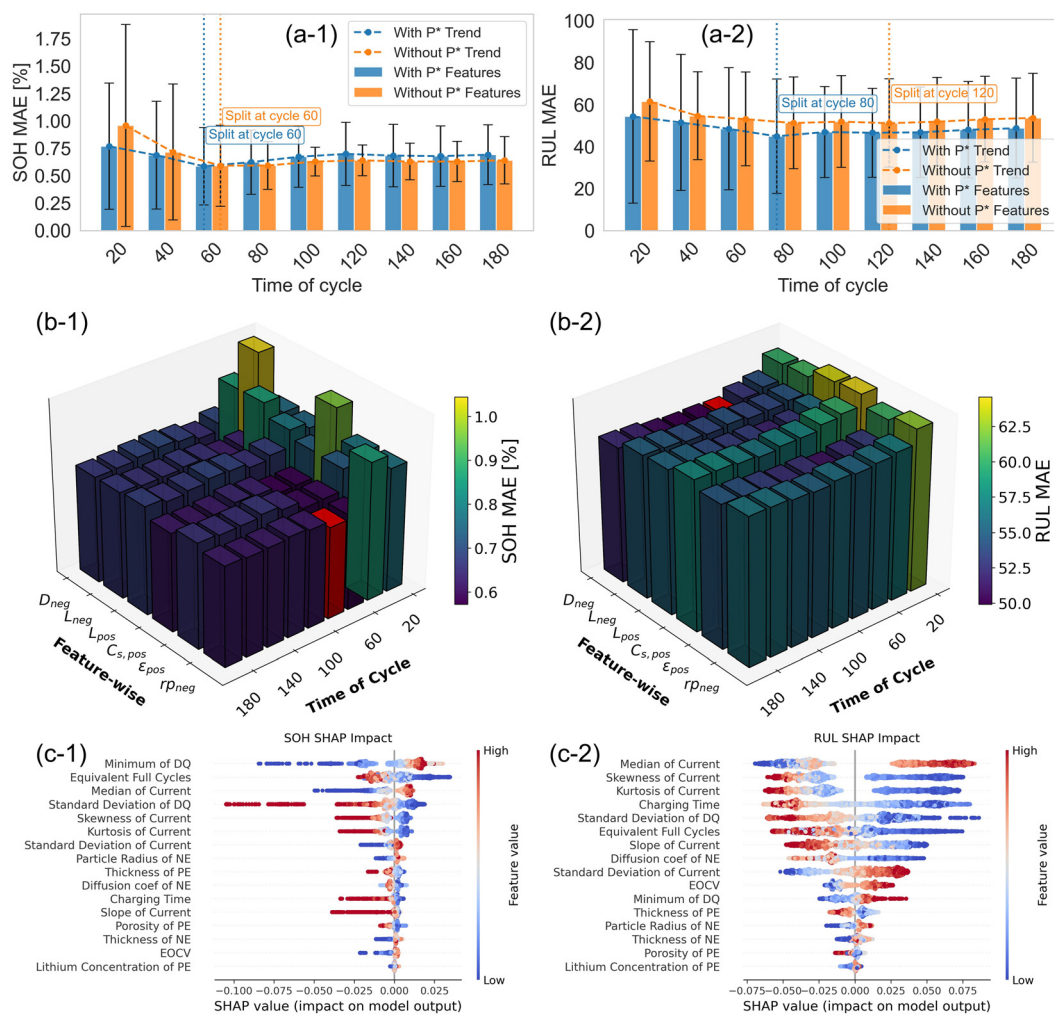 (a-1)
SOH MAE [%]
1.75
1.50
1.25
1.00
0.75
0.50
0.25
0.00
With P* Trend
Without P* Trend
With P* Features
Without P* Features
Split at cycle 60
Split at cycle 60
20 40 60 80 100 120 140 160 180
Time of cycle
(a-2)
RUL MAE
100
80
60
40
20
0
Split at cycle 80
Split at cycle 120
With P* Trend
Without P* Trend
With P* Features
Without P* Features
20 40 60 80 100 120 140 160 180
Time of cycle
(b-1)
1.0
0.9
0.8
0.7
0.6
SOH MAE [%]
D_neg
L_neg
L_pos
C_s,pos
ε_pos
rp_neg
Feature-wise
180 140 100 60 20
Time of Cycle
(b-2)
62.5
60.0
57.5
55.0
52.5
50.0
RUL MAE
D_neg
L_neg
L_pos
C_s,pos
ε_pos
rp_neg
Feature-wise
180 140 100 60 20
Time of Cycle
(c-1)
SOH SHAP Impact
Minimum of DQ
Equivalent Full Cycles
Median of Current
Standard Deviation of DQ
Skewness of Current
Kurtosis of Current
Standard Deviation of Current
Particle Radius of NE
Thickness of PE
Diffusion coef of NE
Charging Time
Slope of Current
Porosity of PE
Thickness of NE
EOCV
Lithium Concentration of PE
−0.100 −0.075 −0.050 −0.025 0.000 0.025
SHAP value (impact on model output)
High
Feature value
Low
(c-2)
RUL SHAP Impact
Median of Current
Skewness of Current
Kurtosis of Current
Charging Time
Standard Deviation of DQ
Equivalent Full Cycles
Slope of Current
Diffusion coef of NE
Standard Deviation of Current
EOCV
Minimum of DQ
Thickness of PE
Particle Radius of NE
Thickness of NE
Porosity of PE
Lithium Concentration of PE
−0.075 −0.050 −0.025 0.000 0.025 0.050 0.075
SHAP value (impact on model output)
High
Feature value
Low